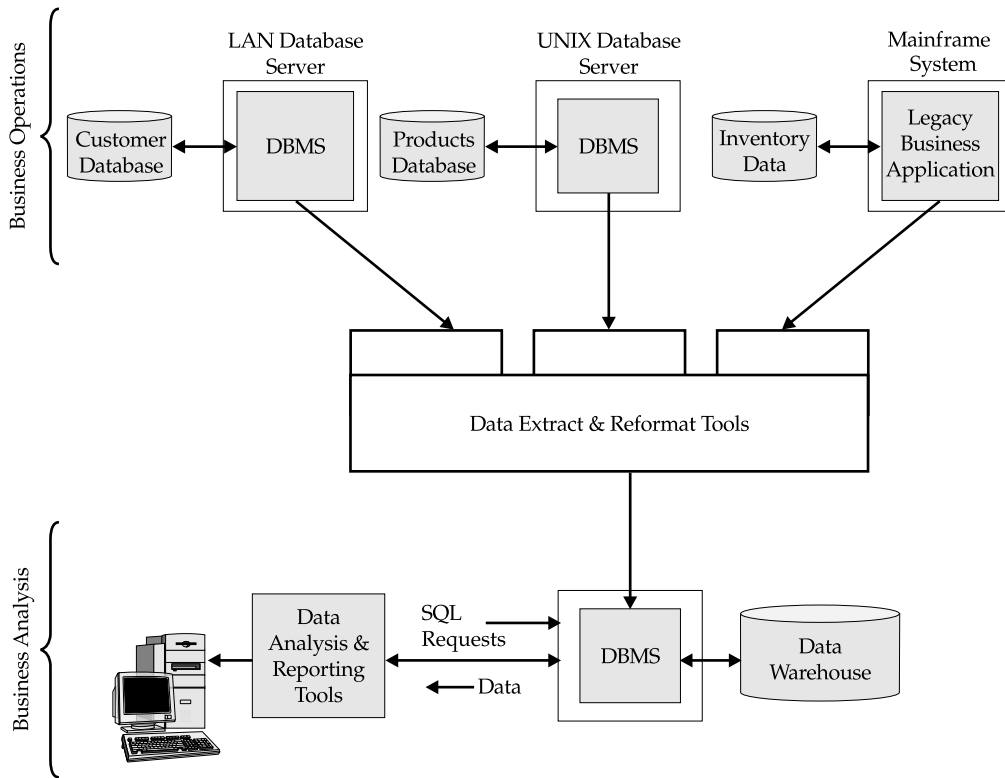 Business Operations
LAN Database
Server
UNIX Database
Server
Mainframe
System
Customer
Database
DBMS
Products
Database
DBMS
Inventory
Data
Legacy
Business
Application
Data Extract & Reformat Tools
Business Analysis
Data
Analysis &
Reporting
Tools
SQL
Requests
Data
DBMS
Data
Warehouse